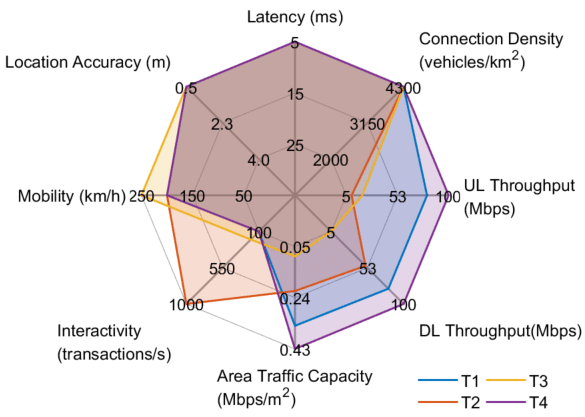 Latency (ms)
Connection Density
(vehicles/km²)
Location Accuracy (m)
5
0.5
4300
15
2.3
3150
25
4.0
2000
Mobility (km/h)
250
150
50
5
53
100
UL Throughput
(Mbps)
100
5
0.05
550
53
1000
0.24
100
0.43
Interactivity
(transactions/s)
DL Throughput(Mbps)
Area Traffic Capacity
(Mbps/m²)
T1
T3
T2
T4